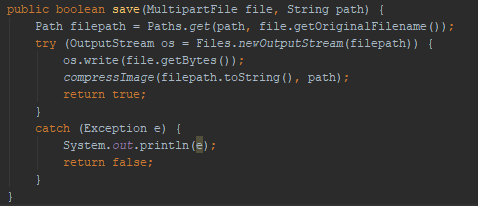 public boolean save(MultipartFile file, String path) {
    Path filepath = Paths.get(path, file.getOriginalFilename());
    try (OutputStream os = Files.newOutputStream(filepath)) {
        os.write(file.getBytes());
        compressImage(filepath.toString(), path);
        return true;
    }
    catch (Exception e) {
        System.out.println(e);
        return false;
    }
}